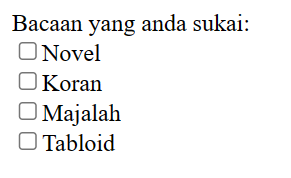 Bacaan yang anda sukai:
Novel
Koran
Majalah
Tabloid